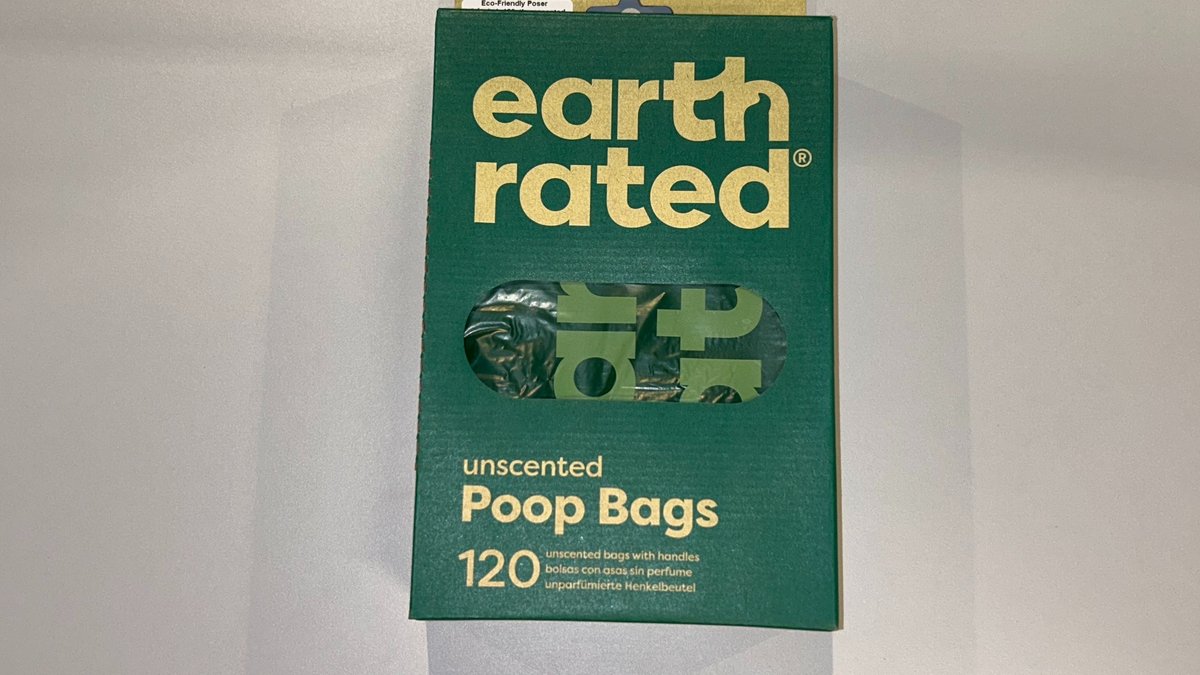 Eco-Friendly Poser
earth
rated®
unscented
Poop Bags
120
unscented bags with handles
bolsas con asas sin perfume
unparfümierte Henkelbeutel